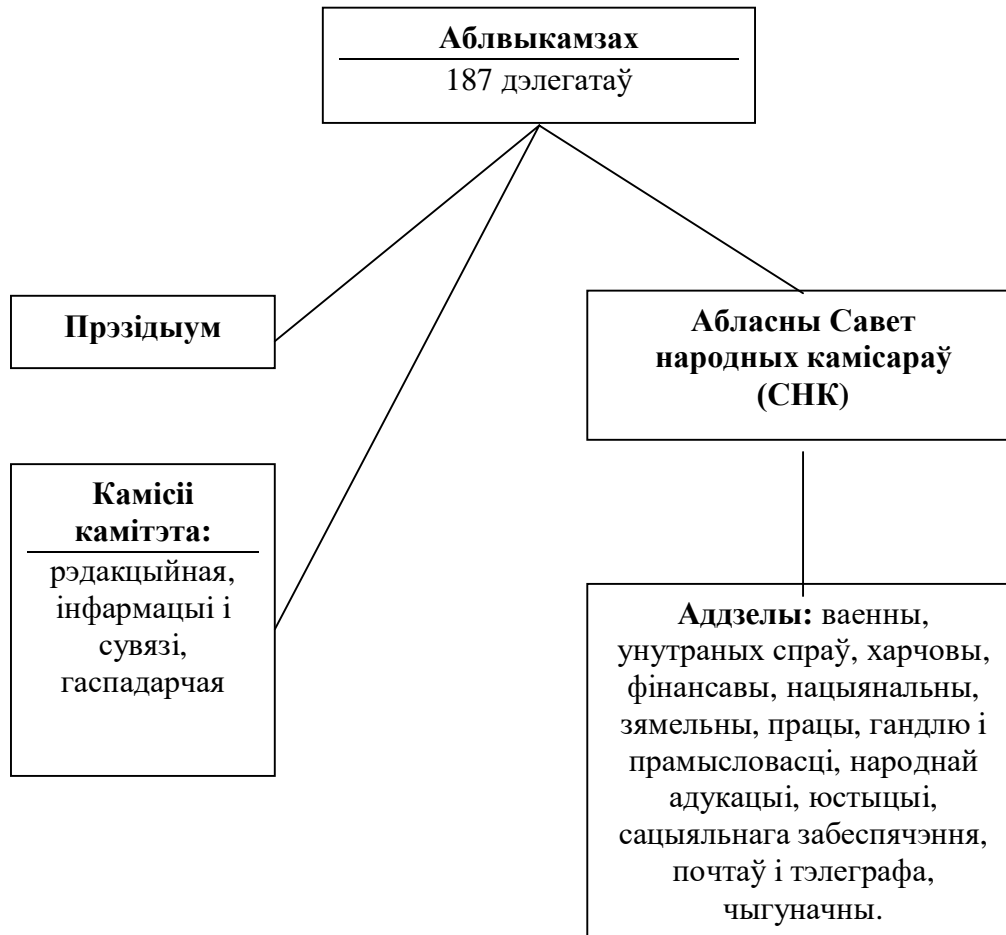 Аблвыкамзах
187 дэлегатаў
Прэзідыум
Абласны Савет
народных камісараў
(СНК)
Камісіі
камітэта:
рэдакцыйная,
інфармацыі і
сувязі,
гаспадарчая
Аддзелы: ваенны,
унутраных спраў, харчовы,
фінансавы, нацыянальны,
зямельны, працы, гандлю і
прамысловасці, народнай
адукацыі, юстыцыі,
сацыяльнага забеспячэння,
почтаў і тэлеграфа,
чыгуначны.